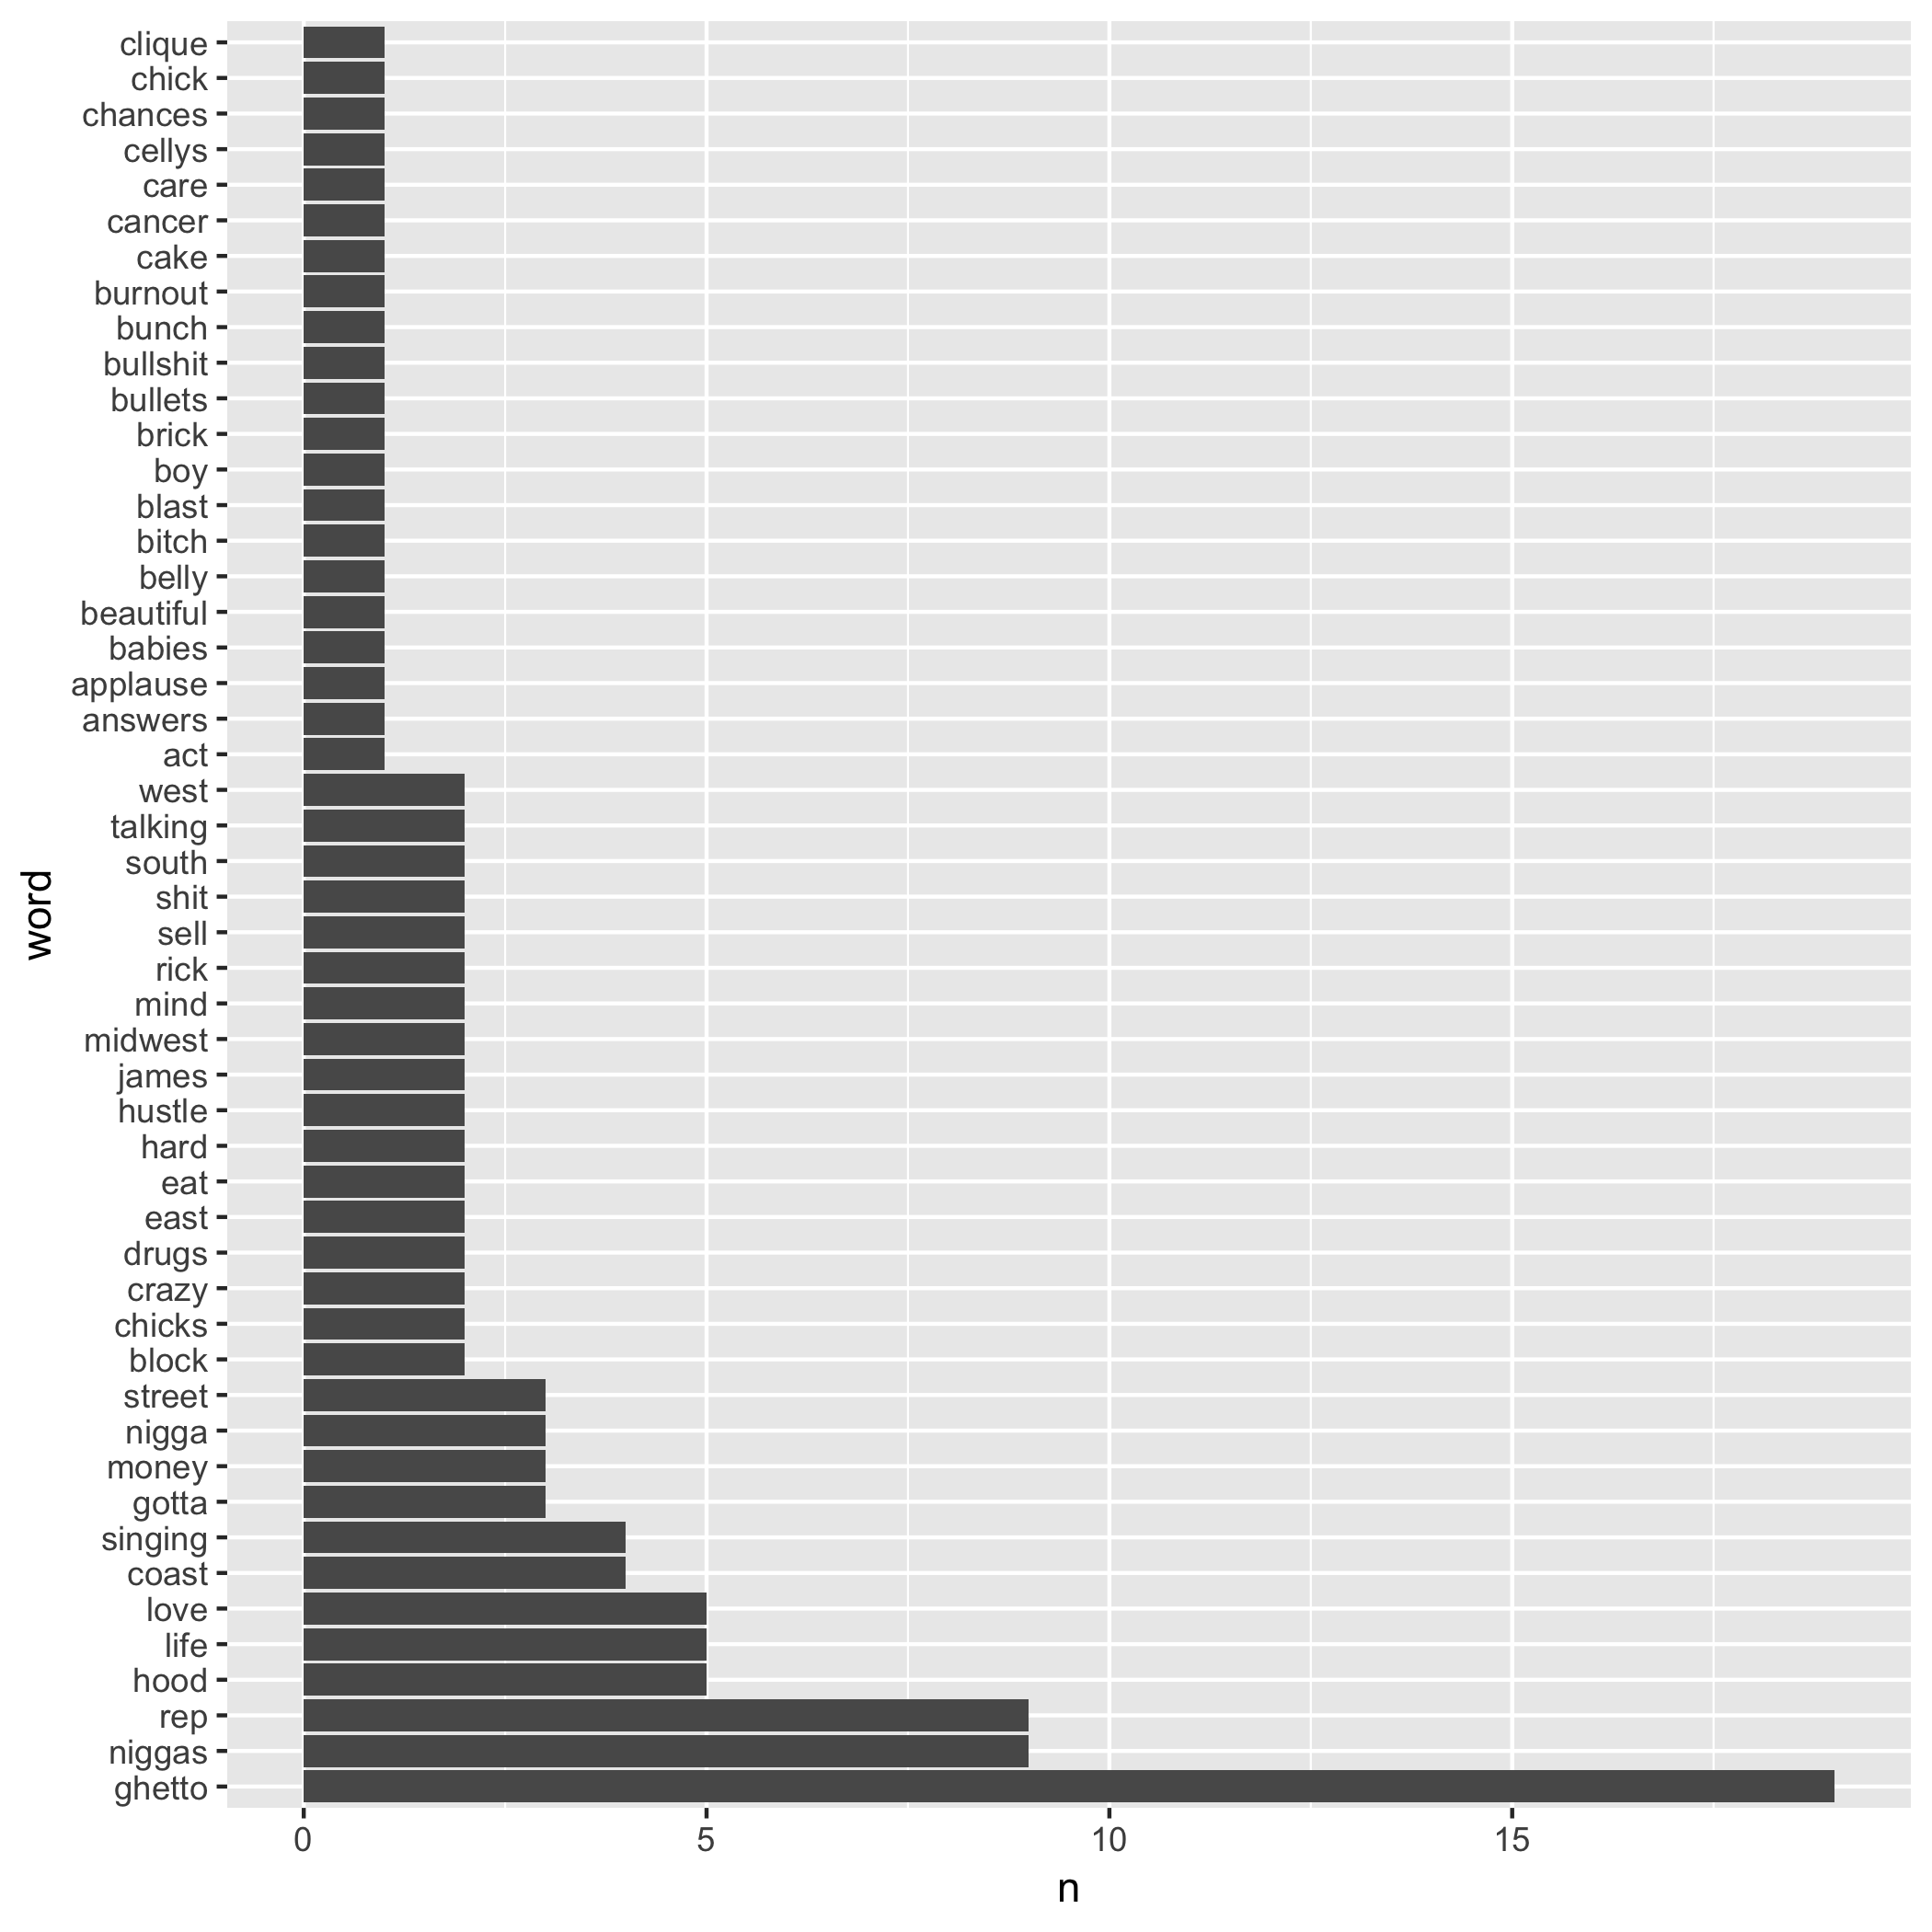 clique
chick
chances
cellys
care
cancer
cake
burnout
bunch
bullshit
bullets
brick
boy
blast
bitch
belly
beautiful
babies
applause
answers
act
west
talking
south
shit
sell
rick
mind
midwest
james
hustle
hard
eat
east
drugs
crazy
chicks
block
street
nigga
money
gotta
singing
coast
love
life
hood
rep
niggas
ghetto
word
0 5 10 15
n